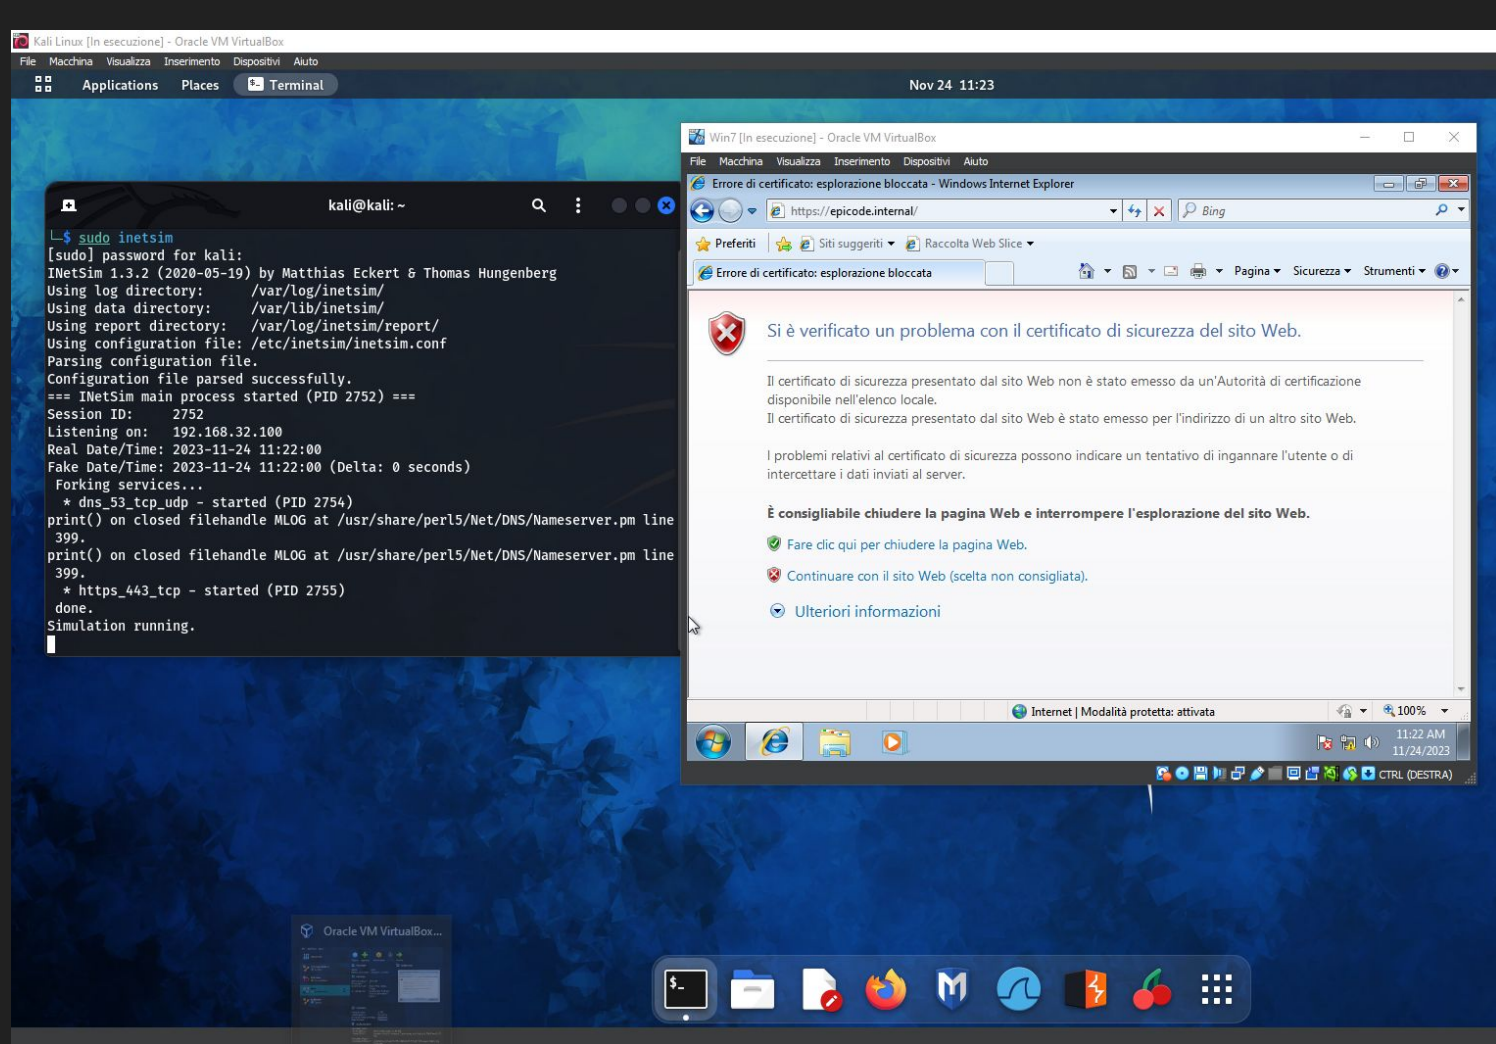 Kali Linux [In esecuzione] - Oracle VM VirtualBox
File Macchina Visualizza Inserimento Dispositivi Aiuto
Applications Places Terminal Nov 24 11:23
kali@kali: ~
└─$ sudo inetsim
[sudo] password for kali:
INetSim 1.3.2 (2020-05-19) by Matthias Eckert & Thomas Hungenberg
Using log directory: /var/log/inetsim/
Using data directory: /var/lib/inetsim/
Using report directory: /var/log/inetsim/report/
Using configuration file: /etc/inetsim/inetsim.conf
Parsing configuration file.
Configuration file parsed successfully.
=== INetSim main process started (PID 2752) ===
Session ID: 2752
Listening on: 192.168.32.100
Real Date/Time: 2023-11-24 11:22:00
Fake Date/Time: 2023-11-24 11:22:00 (Delta: 0 seconds)
Forking services...
* dns_53_tcp_udp - started (PID 2754)
print() on closed filehandle MLOG at /usr/share/perl5/Net/DNS/Nameserver.pm line
399.
print() on closed filehandle MLOG at /usr/share/perl5/Net/DNS/Nameserver.pm line
399.
* https_443_tcp - started (PID 2755)
done.
Simulation running.
Win7 [In esecuzione] - Oracle VM VirtualBox
File Macchina Visualizza Inserimento Dispositivi Aiuto
Errore di certificato: esplorazione bloccata - Windows Internet Explorer
https://epicode.internal/ Bing
Preferiti Siti suggeriti Raccolta Web Slice
Errore di certificato: esplorazione bloccata Pagina Sicurezza Strumenti
Si è verificato un problema con il certificato di sicurezza del sito Web.
Il certificato di sicurezza presentato dal sito Web non è stato emesso da un'Autorità di certificazione
disponibile nell'elenco locale.
Il certificato di sicurezza presentato dal sito Web è stato emesso per l'indirizzo di un altro sito Web.
I problemi relativi al certificato di sicurezza possono indicare un tentativo di ingannare l'utente o di
intercettare i dati inviati al server.
È consigliabile chiudere la pagina Web e interrompere l'esplorazione del sito Web.
Fare clic qui per chiudere la pagina Web.
Continuare con il sito Web (scelta non consigliata).
Ulteriori informazioni
Internet | Modalità protetta: attivata 100%
11:22 AM
11/24/2023
CTRL (DESTRA)
Oracle VM VirtualBox...
$_